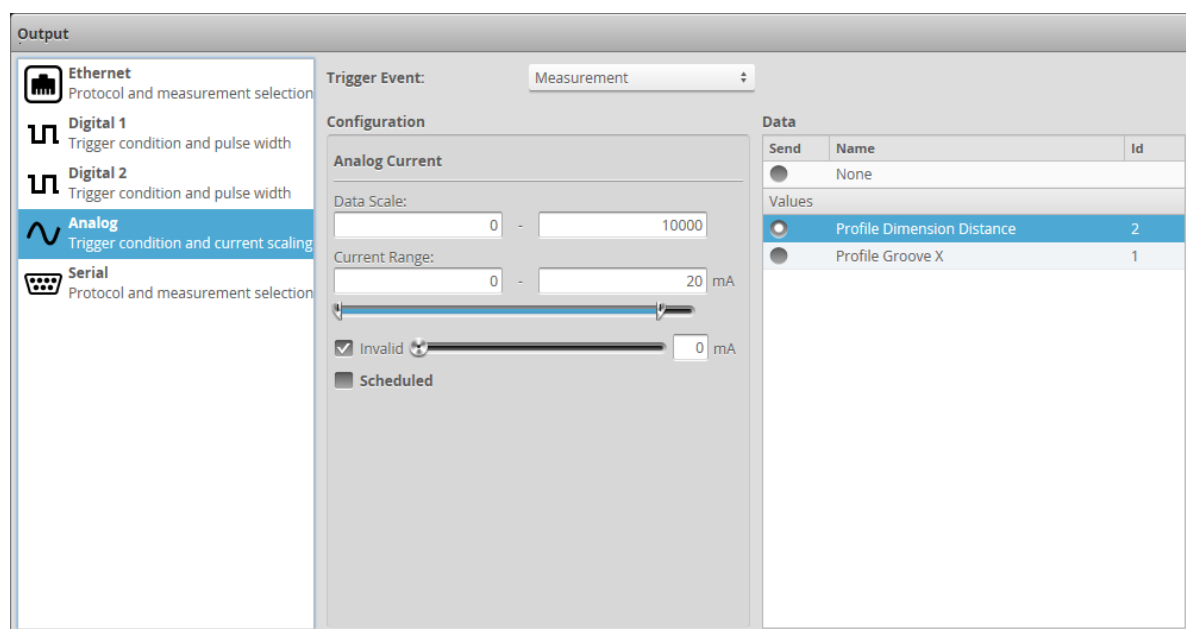 Output
Ethernet
Protocol and measurement selection
Digital 1
Trigger condition and pulse width
Digital 2
Trigger condition and pulse width
Analog
Trigger condition and current scaling
Serial
Protocol and measurement selection
Trigger Event: Measurement
Configuration
Analog Current
Data Scale:
0 - 10000
Current Range:
0 - 20 mA
Invalid 0 mA
Scheduled
Data
Send Name Id
None
Values
Profile Dimension Distance 2
Profile Groove X 1